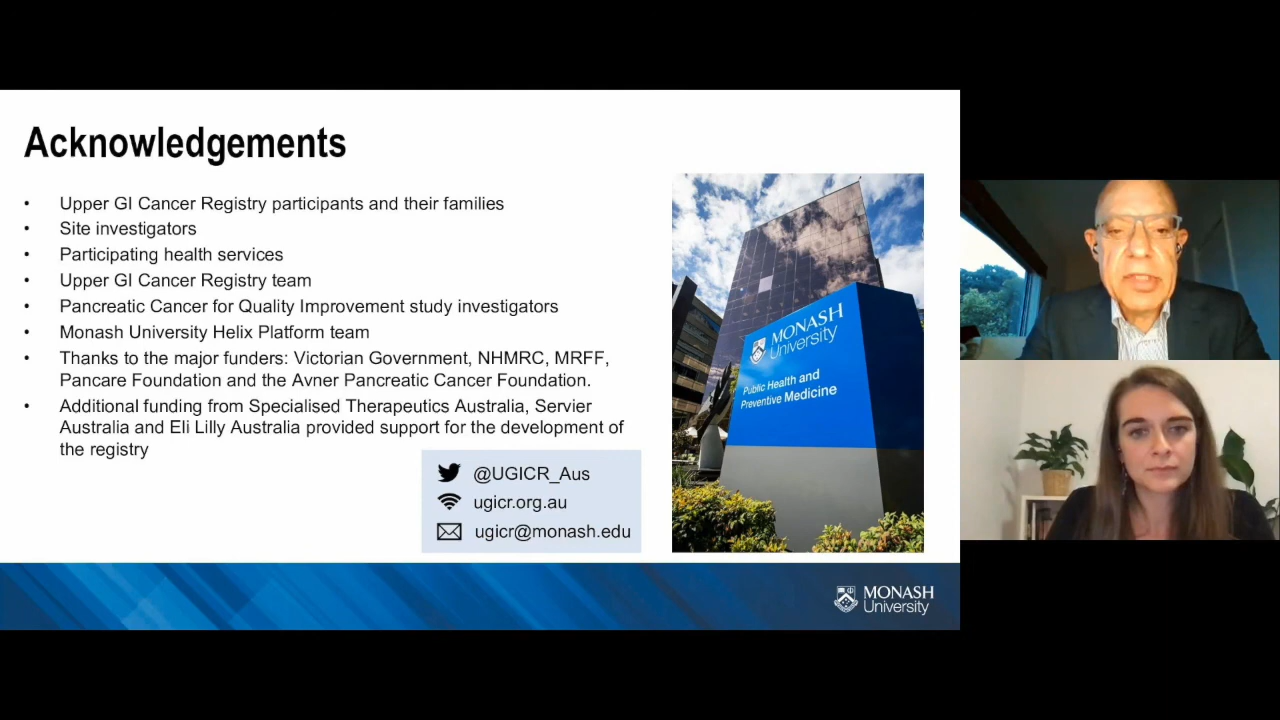 Acknowledgements
• Upper GI Cancer Registry participants and their families
• Site investigators
• Participating health services
• Upper GI Cancer Registry team
• Pancreatic Cancer for Quality Improvement study investigators
• Monash University Helix Platform team
• Thanks to the major funders: Victorian Government, NHMRC, MRFF,
Pancare Foundation and the Avner Pancreatic Cancer Foundation.
• Additional funding from Specialised Therapeutics Australia, Servier
Australia and Eli Lilly Australia provided support for the development of
the registry
@UGICR_Aus
ugicr.org.au
ugicr@monash.edu
MONASH
University
Public Health and
Preventive Medicine
MONASH
University